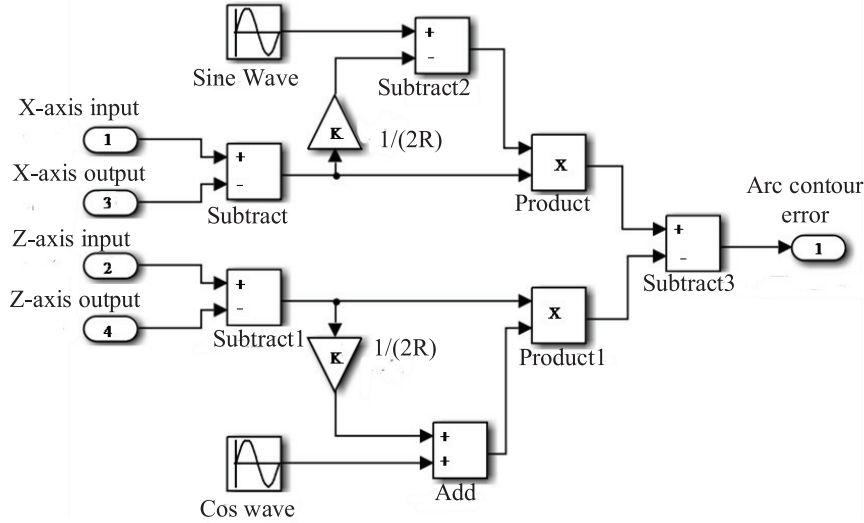 Sine Wave
+
-
Subtract2
X-axis input
1
K
1/(2R)
X-axis output
3
+
-
Subtract
X
Product
Z-axis input
2
Z-axis output
4
+
-
Subtract1
K
1/(2R)
X
Product1
+
-
Subtract3
Arc contour
error
1
+
+
Add
Cos wave